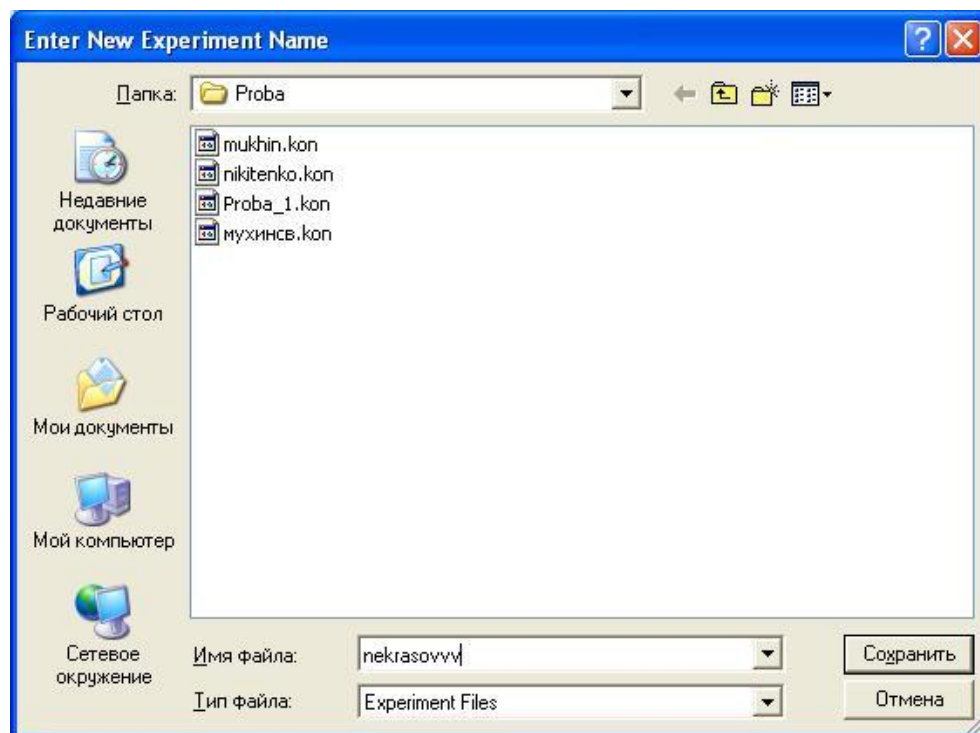 Enter New Experiment Name
Папка:
Proba
mukhin.kon
nikitenko.kon
Proba_1.kon
мухинсв.kon
Недавние
документы
Рабочий стол
Мои документы
Мой компьютер
Сетевое
окружение
Имя файла:
nekrasovvv
Сохранить
Тип файла:
Experiment Files
Отмена